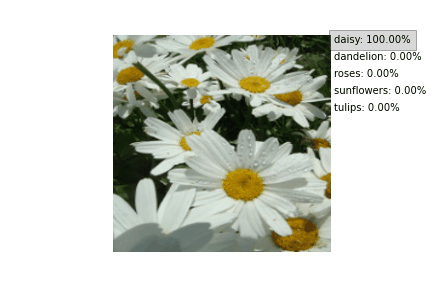 daisy: 100.00%
dandelion: 0.00%
roses: 0.00%
sunflowers: 0.00%
tulips: 0.00%